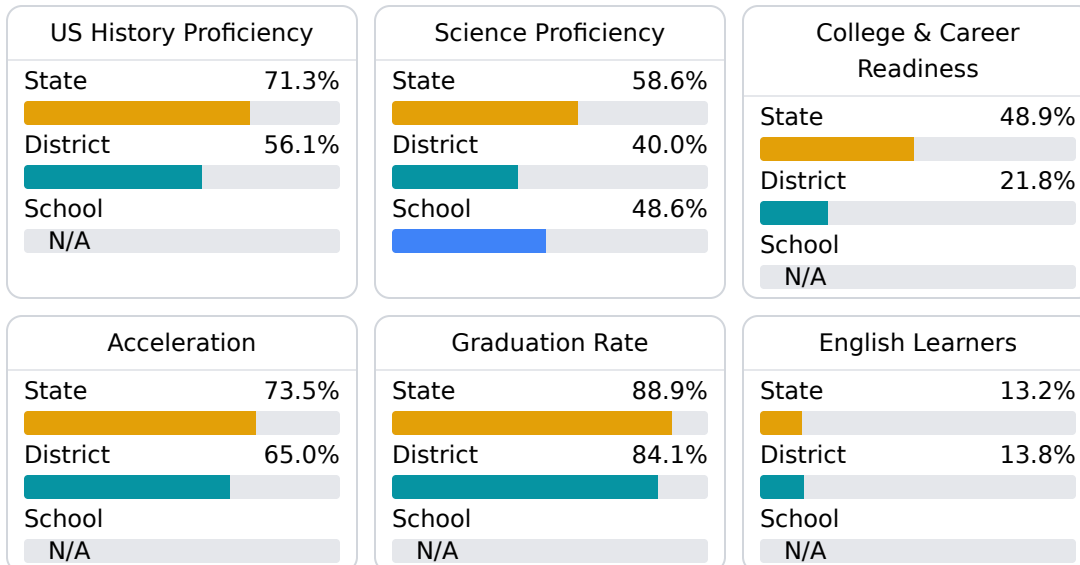 US History Proficiency
State 71.3%
District 56.1%
School
N/A
Science Proficiency
State 58.6%
District 40.0%
School 48.6%
College & Career
Readiness
State 48.9%
District 21.8%
School
N/A
Acceleration
State 73.5%
District 65.0%
School
N/A
Graduation Rate
State 88.9%
District 84.1%
School
N/A
English Learners
State 13.2%
District 13.8%
School
N/A